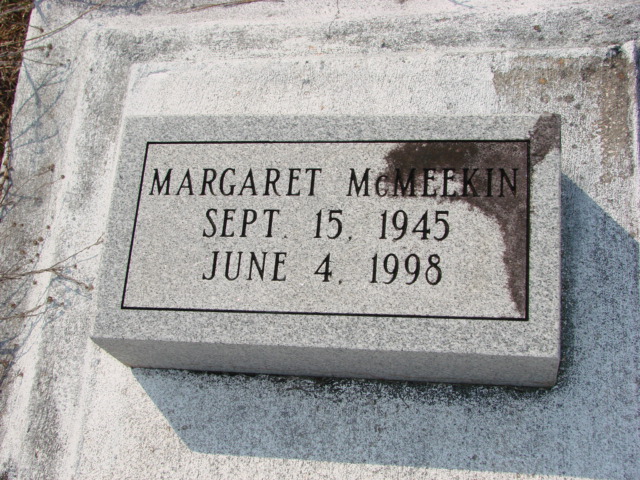 MARGARET McMEEKIN
SEPT. 15, 1945
JUNE 4, 1998